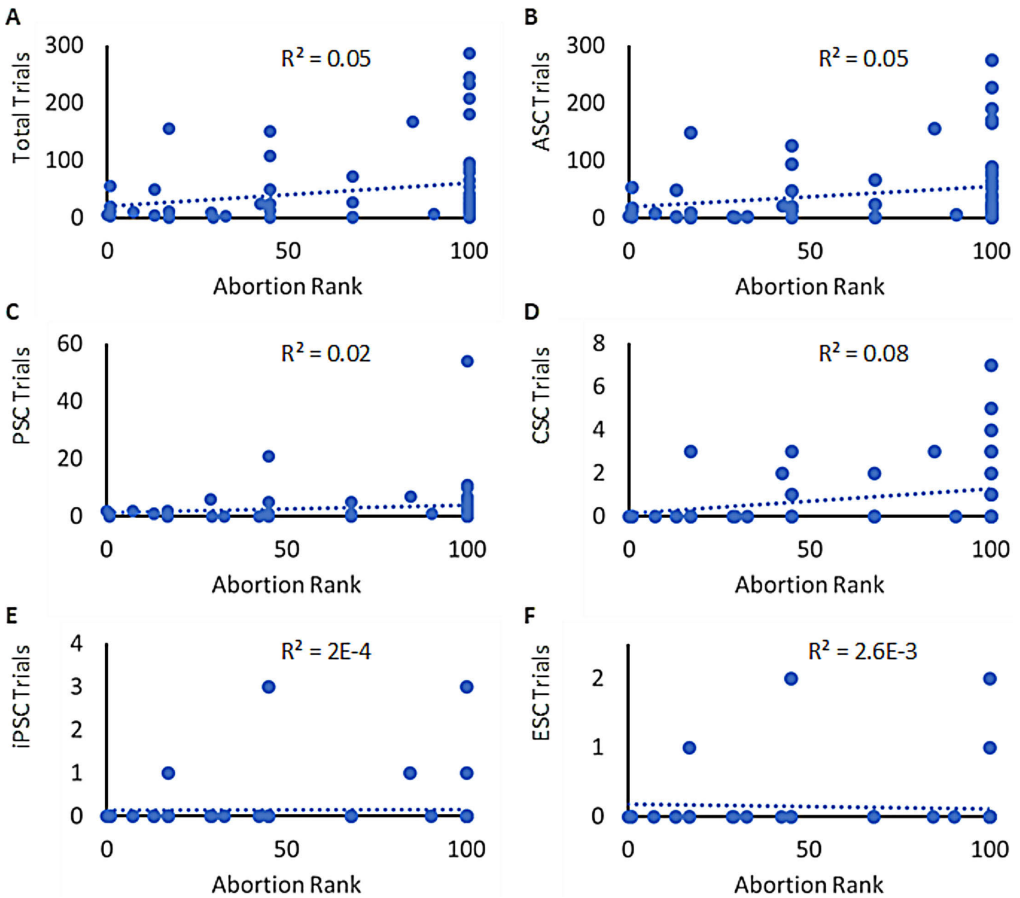 A
B
R² = 0.05
R² = 0.05
Total Trials
ASC Trials
300
200
100
0
300
200
100
0
0 50 100
0 50 100
Abortion Rank
Abortion Rank
C
D
R² = 0.02
R² = 0.08
PSC Trials
CSC Trials
60
40
20
0
8
6
4
2
0
0 50 100
0 50 100
Abortion Rank
Abortion Rank
E
F
R² = 2E-4
R² = 2.6E-3
iPSC Trials
ESC Trials
4
3
2
1
0
2
1
0
0 50 100
0 50 100
Abortion Rank
Abortion Rank